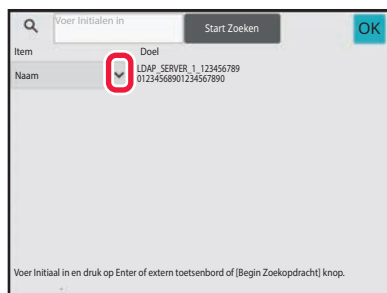 Voer Initialen in
Start Zoeken
OK
Item
Doel
Naam
LDAP_SERVER_1_123456789
01234568901234567890
Voer Initiaal in en druk op Enter of extern toetsenbord of [Begin Zoekopdracht] knop.